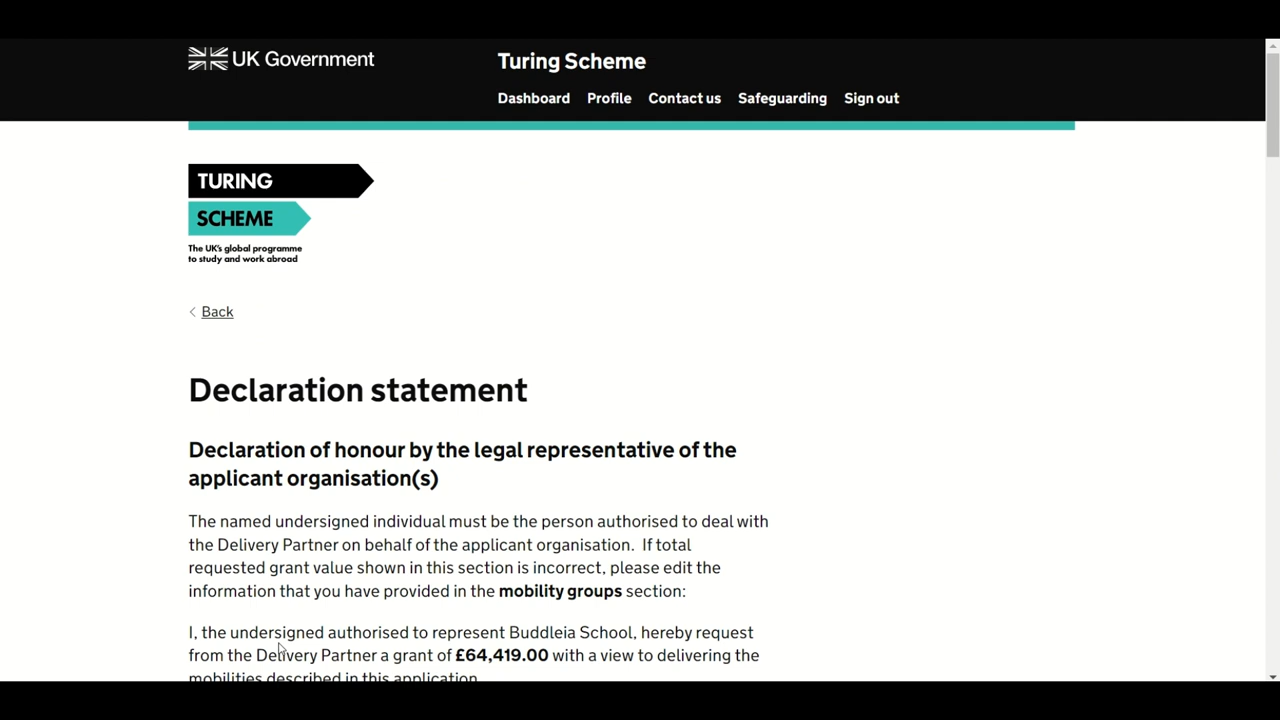 UK Government
Turing Scheme
Dashboard Profile Contact us Safeguarding Sign out
TURING
SCHEME
The UK's global programme
to study and work abroad
Back
Declaration statement
Declaration of honour by the legal representative of the
applicant organisation(s)
The named undersigned individual must be the person authorised to deal with
the Delivery Partner on behalf of the applicant organisation. If total
requested grant value shown in this section is incorrect, please edit the
information that you have provided in the mobility groups section:
I, the undersigned authorised to represent Buddleia School, hereby request
from the Delivery Partner a grant of £64,419.00 with a view to delivering the
mobilities described in this application.